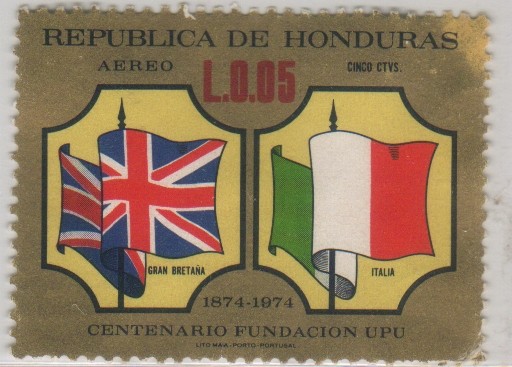 REPUBLICA DE HONDURAS
AEREO
L.0.05
CINCO CTVS.
GRAN BRETAÑA
ITALIA
1874-1974
CENTENARIO FUNDACION UPU
LITO MAIA-PORTO-PORTUGAL